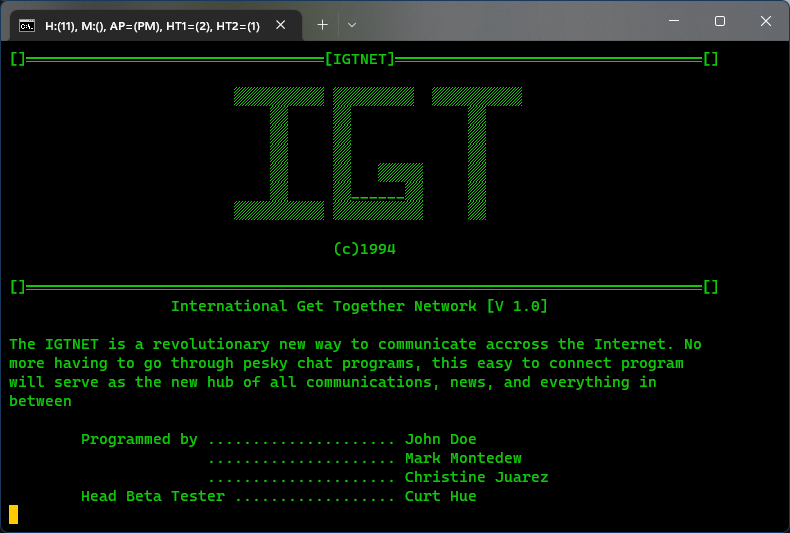 H:(11), M:(), AP=(PM), HT1=(2), HT2=(1)
[]═════════════════════════════════[IGTNET]══════════════════════════════════[]
IGT
(c)1994
[]═══════════════════════════════════════════════════════════════════════════[]
International Get Together Network [V 1.0]
The IGTNET is a revolutionary new way to communicate accross the Internet. No
more having to go through pesky chat programs, this easy to connect program
will serve as the new hub of all communications, news, and everything in
between
Programmed by ..................... John Doe
..................... Mark Montedew
..................... Christine Juarez
Head Beta Tester .................. Curt Hue